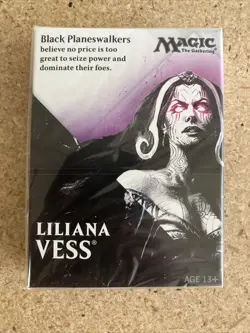 Black Planeswalkers
believe no price is too
great to seize power and
dominate their foes.
MAGIC
The Gathering®
LILIANA
VESS®
AGE 13+